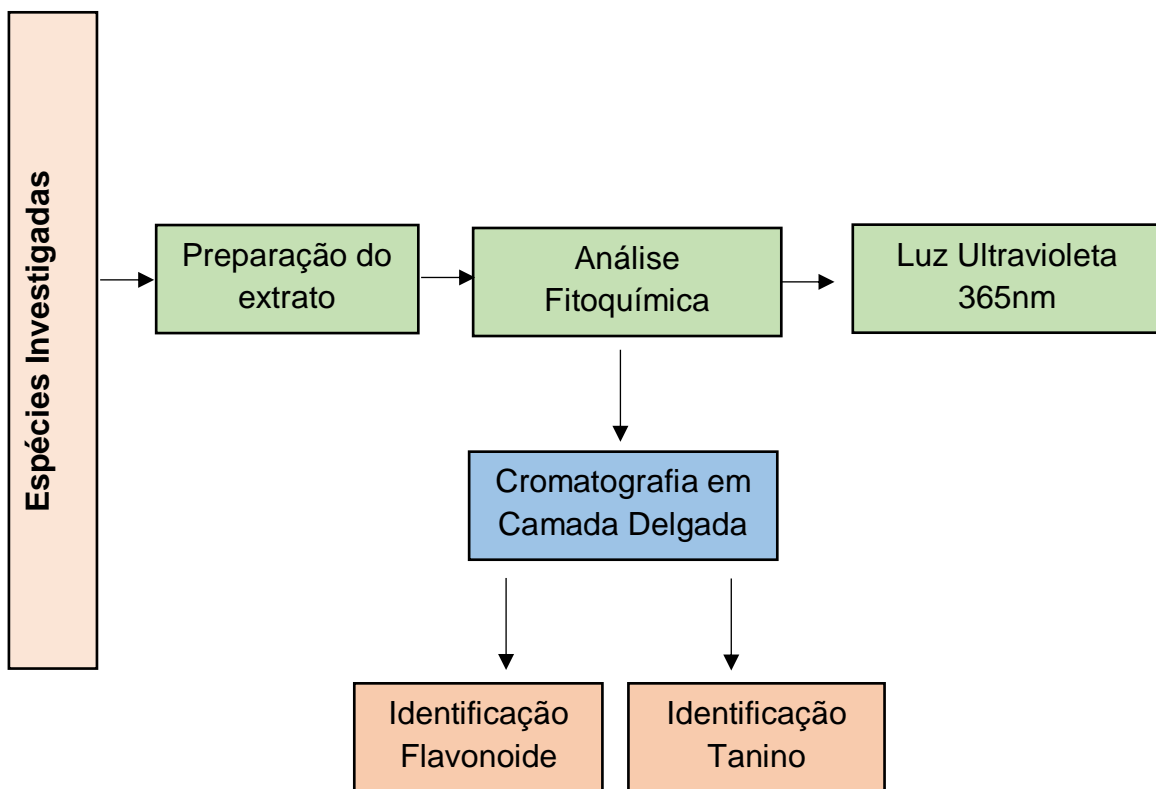 Espécies Investigadas
Preparação do
extrato
Análise
Fitoquímica
Luz Ultravioleta
365nm
Cromatografia em
Camada Delgada
Identificação
Flavonoide
Identificação
Tanino